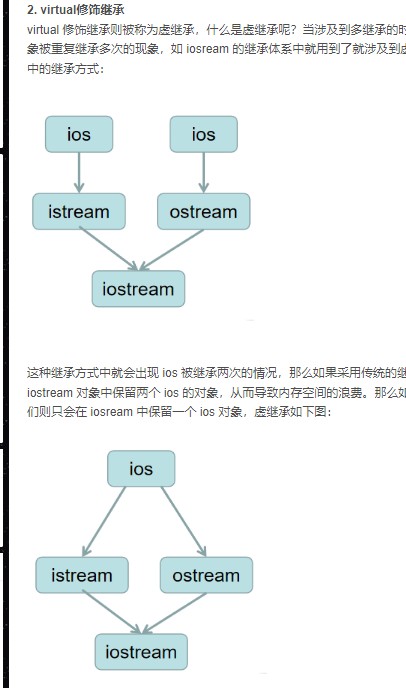 2. virtual修饰继承
virtual 修饰继承则被称为虚继承，什么是虚继承呢？当涉及到多继承的
象被重复继承多次的现象，如 iosream 的继承体系中就用到了就涉及到
中的继承方式：
ios ios
istream ostream
iostream
这种继承方式中就会出现 ios 被继承两次的情况，那么如果采用传统的
iostream 对象中保留两个 ios 的对象，从而导致内存空间的浪费。那么
们则只会在 iosream 中保留一个 ios 对象，虚继承如下图：
ios
istream ostream
iostream